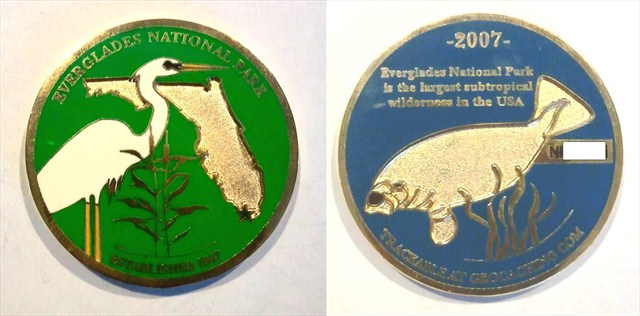 EVERGLADES NATIONAL PARK
ESTABLISHED 1947
-2007-
Everglades National Park
is the largest subtropical
wilderness in the USA
N
TRACEABLE AT GEOCACHING.COM